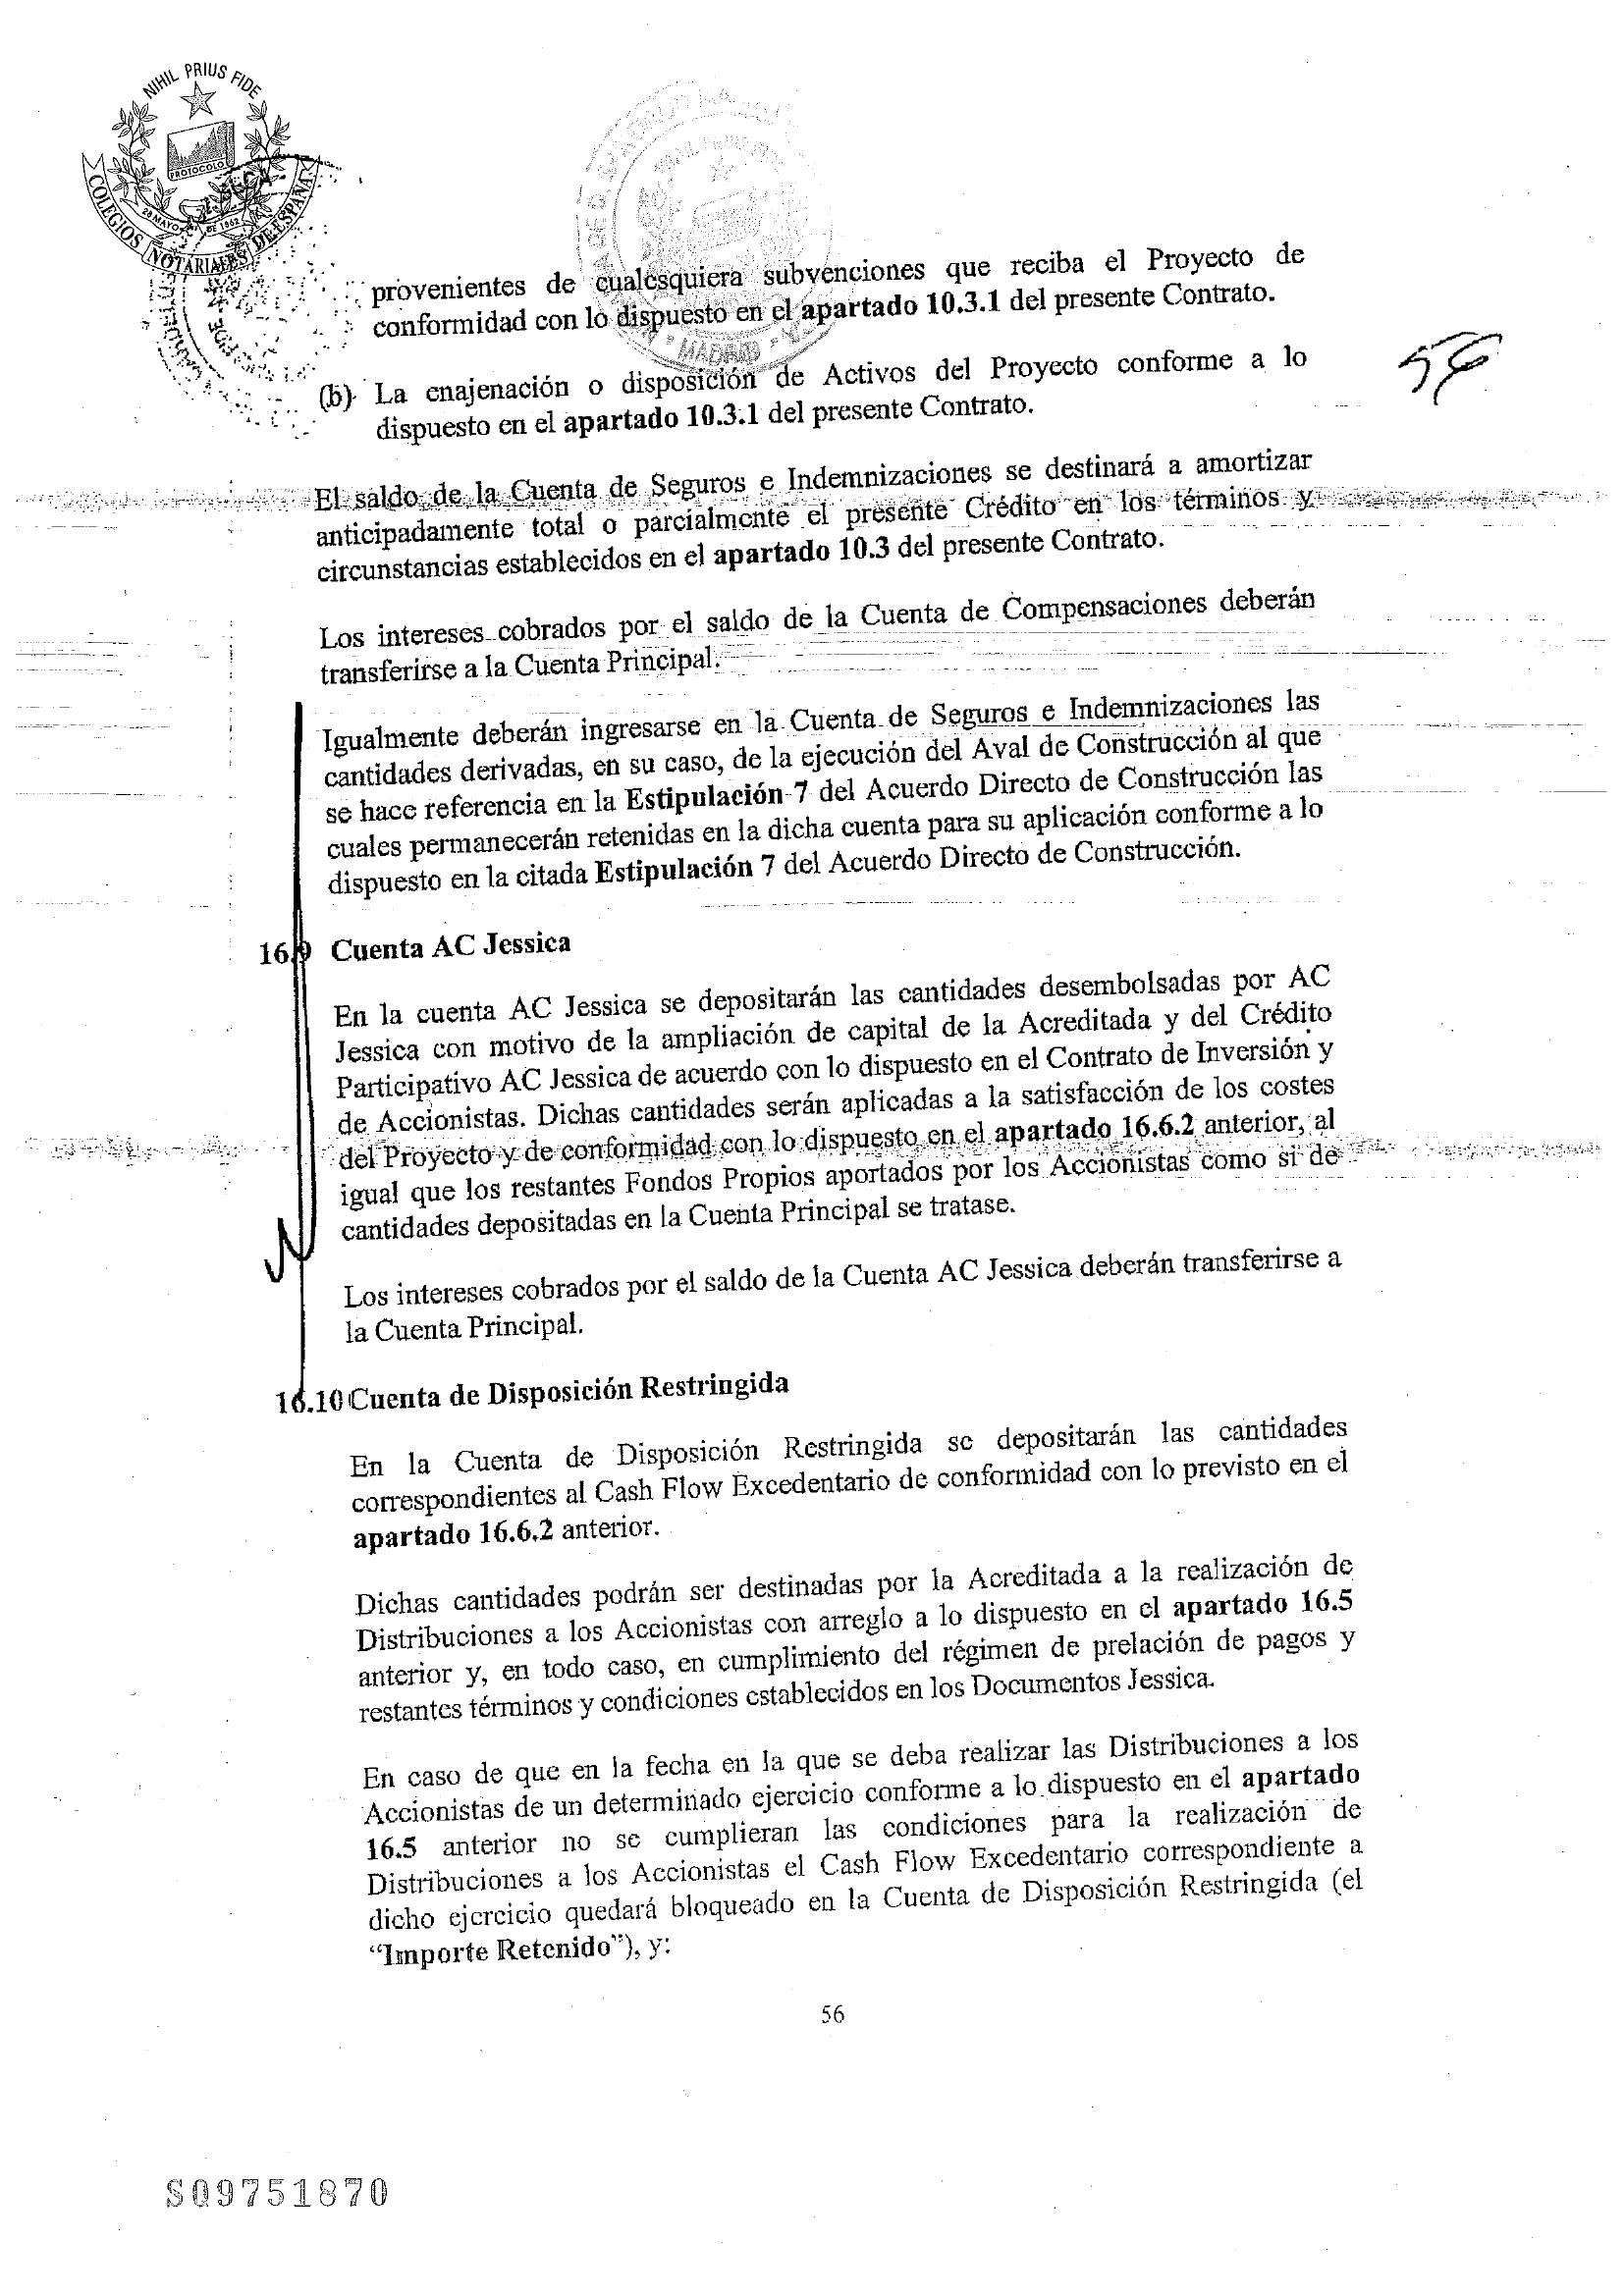 NIHIL PRIUS FIDE
PROTOCOLO
28 MAYO DE 1862
COLEGIOS NOTARIALES DE ESPAÑA
MADRID
provenientes de cualesquiera subvenciones que reciba el Proyecto de
conformidad con lo dispuesto en el apartado 10.3.1 del presente Contrato.
56
(b) La enajenación o disposición de Activos del Proyecto conforme a lo
dispuesto en el apartado 10.3.1 del presente Contrato.
El saldo de la Cuenta de Seguros e Indemnizaciones se destinará a amortizar
anticipadamente total o parcialmente el presente Crédito en los términos y
circunstancias establecidos en el apartado 10.3 del presente Contrato.
Los intereses cobrados por el saldo de la Cuenta de Compensaciones deberán
transferirse a la Cuenta Principal.
Igualmente deberán ingresarse en la Cuenta de Seguros e Indemnizaciones las
cantidades derivadas, en su caso, de la ejecución del Aval de Construcción al que
se hace referencia en la Estipulación 7 del Acuerdo Directo de Construcción las
cuales permanecerán retenidas en la dicha cuenta para su aplicación conforme a lo
dispuesto en la citada Estipulación 7 del Acuerdo Directo de Construcción.
16.9 Cuenta AC Jessica
En la cuenta AC Jessica se depositarán las cantidades desembolsadas por AC
Jessica con motivo de la ampliación de capital de la Acreditada y del Crédito
Participativo AC Jessica de acuerdo con lo dispuesto en el Contrato de Inversión y
de Accionistas. Dichas cantidades serán aplicadas a la satisfacción de los costes
del Proyecto y de conformidad con lo dispuesto en el apartado 16.6.2 anterior, al
igual que los restantes Fondos Propios aportados por los Accionistas como si de
cantidades depositadas en la Cuenta Principal se tratase.
Los intereses cobrados por el saldo de la Cuenta AC Jessica deberán transferirse a
la Cuenta Principal.
16.10 Cuenta de Disposición Restringida
En la Cuenta de Disposición Restringida se depositarán las cantidades
correspondientes al Cash Flow Excedentario de conformidad con lo previsto en el
apartado 16.6.2 anterior.
Dichas cantidades podrán ser destinadas por la Acreditada a la realización de
Distribuciones a los Accionistas con arreglo a lo dispuesto en el apartado 16.5
anterior y, en todo caso, en cumplimiento del régimen de prelación de pagos y
restantes términos y condiciones establecidos en los Documentos Jessica.
En caso de que en la fecha en la que se deba realizar las Distribuciones a los
Accionistas de un determinado ejercicio conforme a lo dispuesto en el apartado
16.5 anterior no se cumplieran las condiciones para la realización de
Distribuciones a los Accionistas el Cash Flow Excedentario correspondiente a
dicho ejercicio quedará bloqueado en la Cuenta de Disposición Restringida (el
“Importe Retenido”), y:
56
S09751870